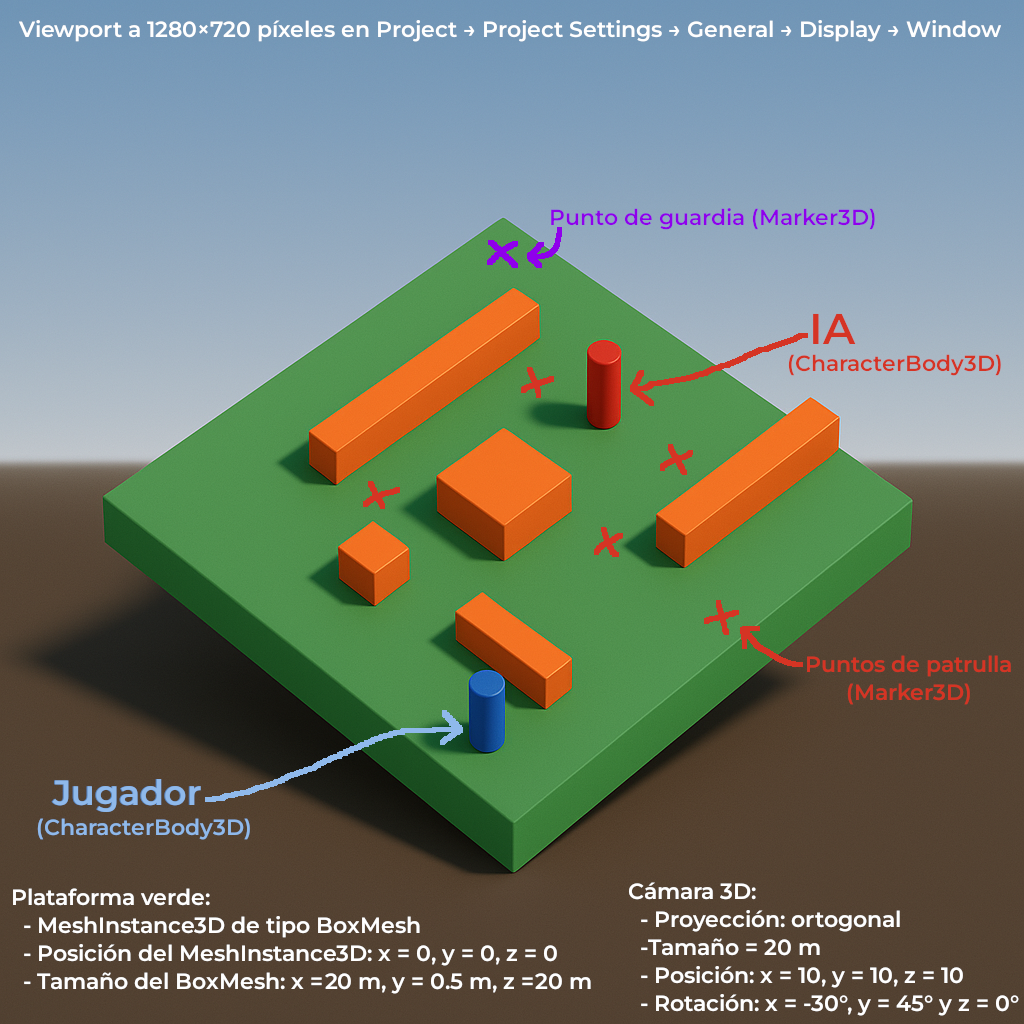 Viewport a 1280×720 píxeles en Project → Project Settings → General → Display → Window
Punto de guardia (Marker3D)
IA
(CharacterBody3D)
Puntos de patrulla
(Marker3D)
Jugador
(CharacterBody3D)
Plataforma verde:
- MeshInstance3D de tipo BoxMesh
- Posición del MeshInstance3D: x = 0, y = 0, z = 0
- Tamaño del BoxMesh: x =20 m, y = 0.5 m, z =20 m
Cámara 3D:
- Proyección: ortogonal
-Tamaño = 20 m
- Posición: x = 10, y = 10, z = 10
- Rotación: x = -30°, y = 45° y z = 0°